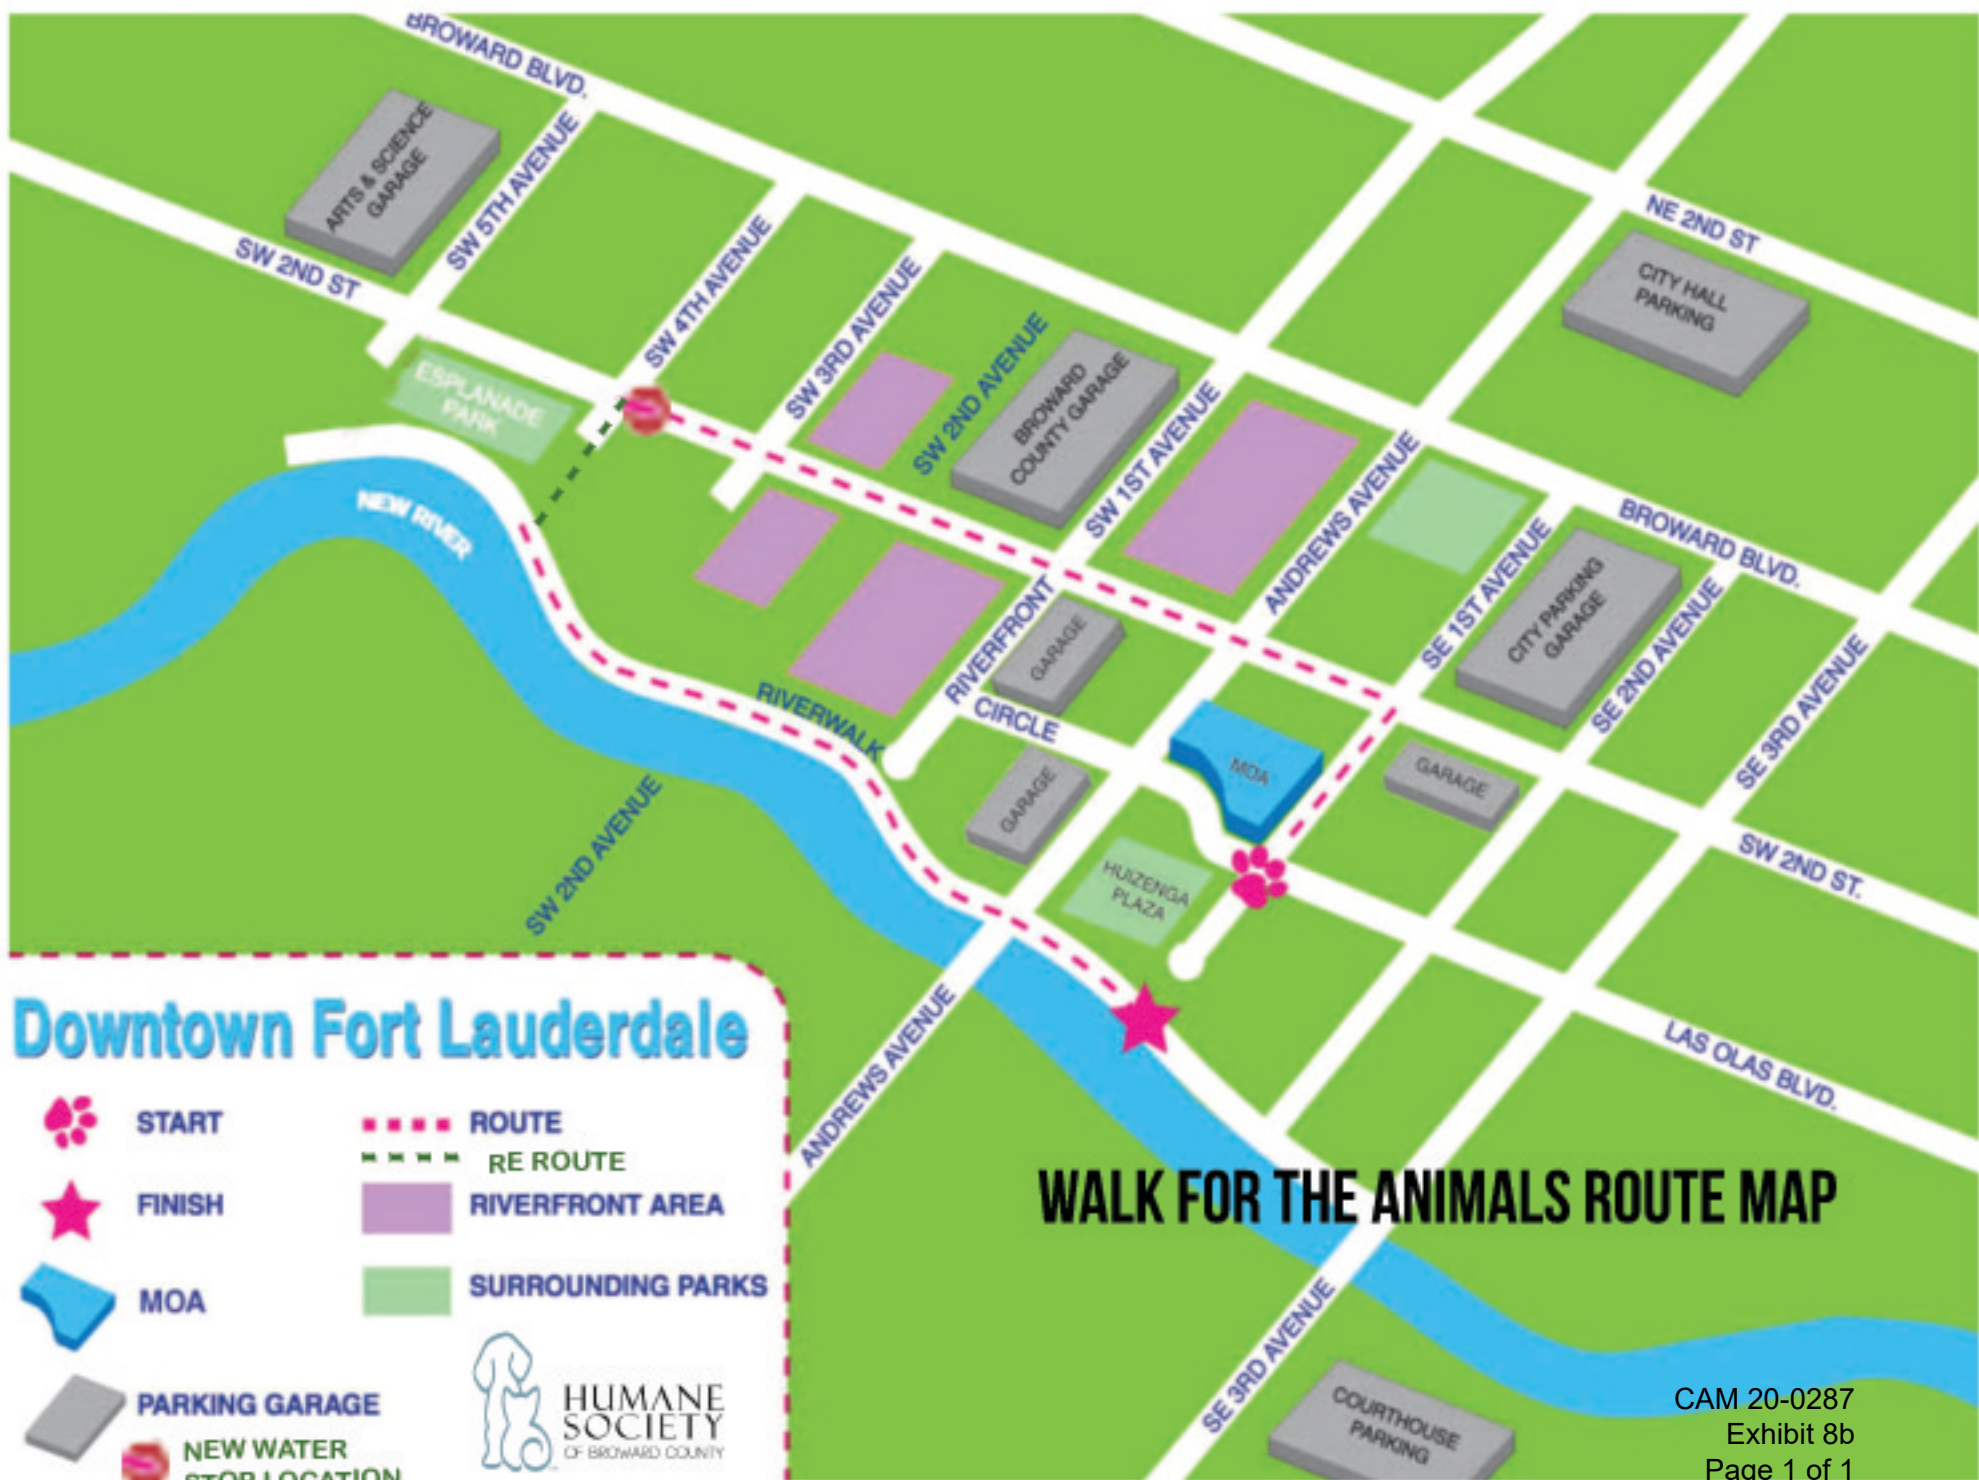 BROWARD BLVD.
ARTS & SCIENCE
GARAGE
SW 5TH AVENUE
SW 2ND ST
SW 4TH AVENUE
SW 3RD AVENUE
SW 2ND AVENUE
BROWARD
COUNTY GARAGE
SW 1ST AVENUE
NE 2ND ST
CITY HALL
PARKING
ESPLANADE
PARK
NEW RIVER
ANDREWS AVENUE
BROWARD BLVD.
SE 1ST AVENUE
CITY PARKING
GARAGE
SE 2ND AVENUE
SE 3RD AVENUE
RIVERFRONT
GARAGE
CIRCLE
RIVERWALK
GARAGE
MOA
GARAGE
HUIZENGA
PLAZA
SW 2ND AVENUE
SW 2ND ST.
LAS OLAS BLVD.
ANDREWS AVENUE
WALK FOR THE ANIMALS ROUTE MAP
SE 3RD AVENUE
COURTHOUSE
PARKING
Downtown Fort Lauderdale
START
ROUTE
RE ROUTE
FINISH
RIVERFRONT AREA
MOA
SURROUNDING PARKS
PARKING GARAGE
NEW WATER
STOP LOCATION
HUMANE
SOCIETY
OF BROWARD COUNTY
CAM 20-0287
Exhibit 8b
Page 1 of 1